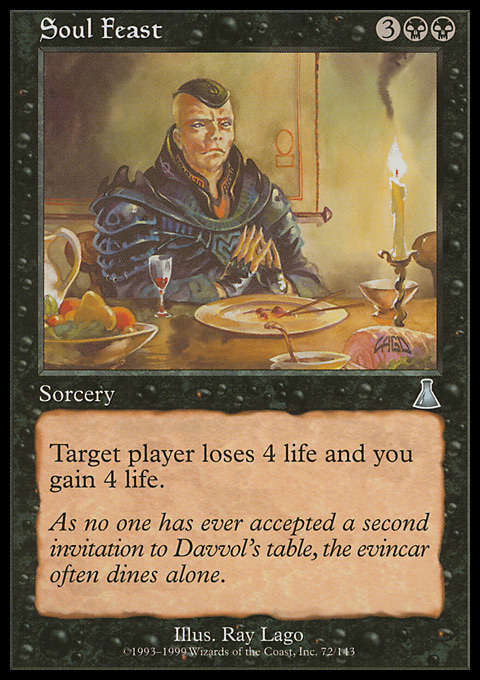 Soul Feast 3
LAGO
Sorcery
Target player loses 4 life and you
gain 4 life.
As no one has ever accepted a second
invitation to Davvol's table, the evincar
often dines alone.
Illus. Ray Lago
©1993–1999 Wizards of the Coast, Inc. 72/143